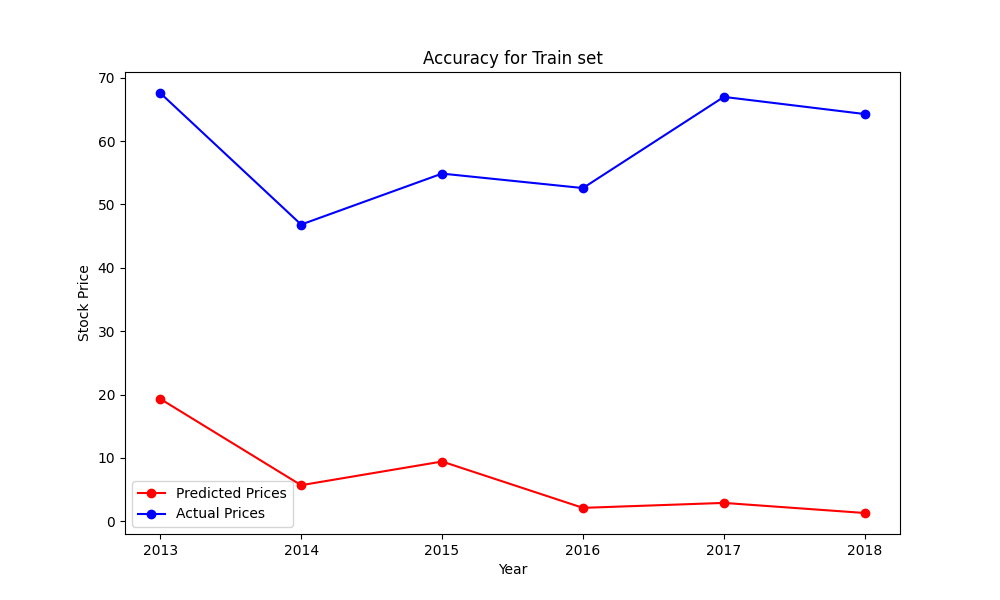 Accuracy for Train set
70
60
50
40
30
20
10
0
Stock Price
Predicted Prices
Actual Prices
2013 2014 2015 2016 2017 2018
Year